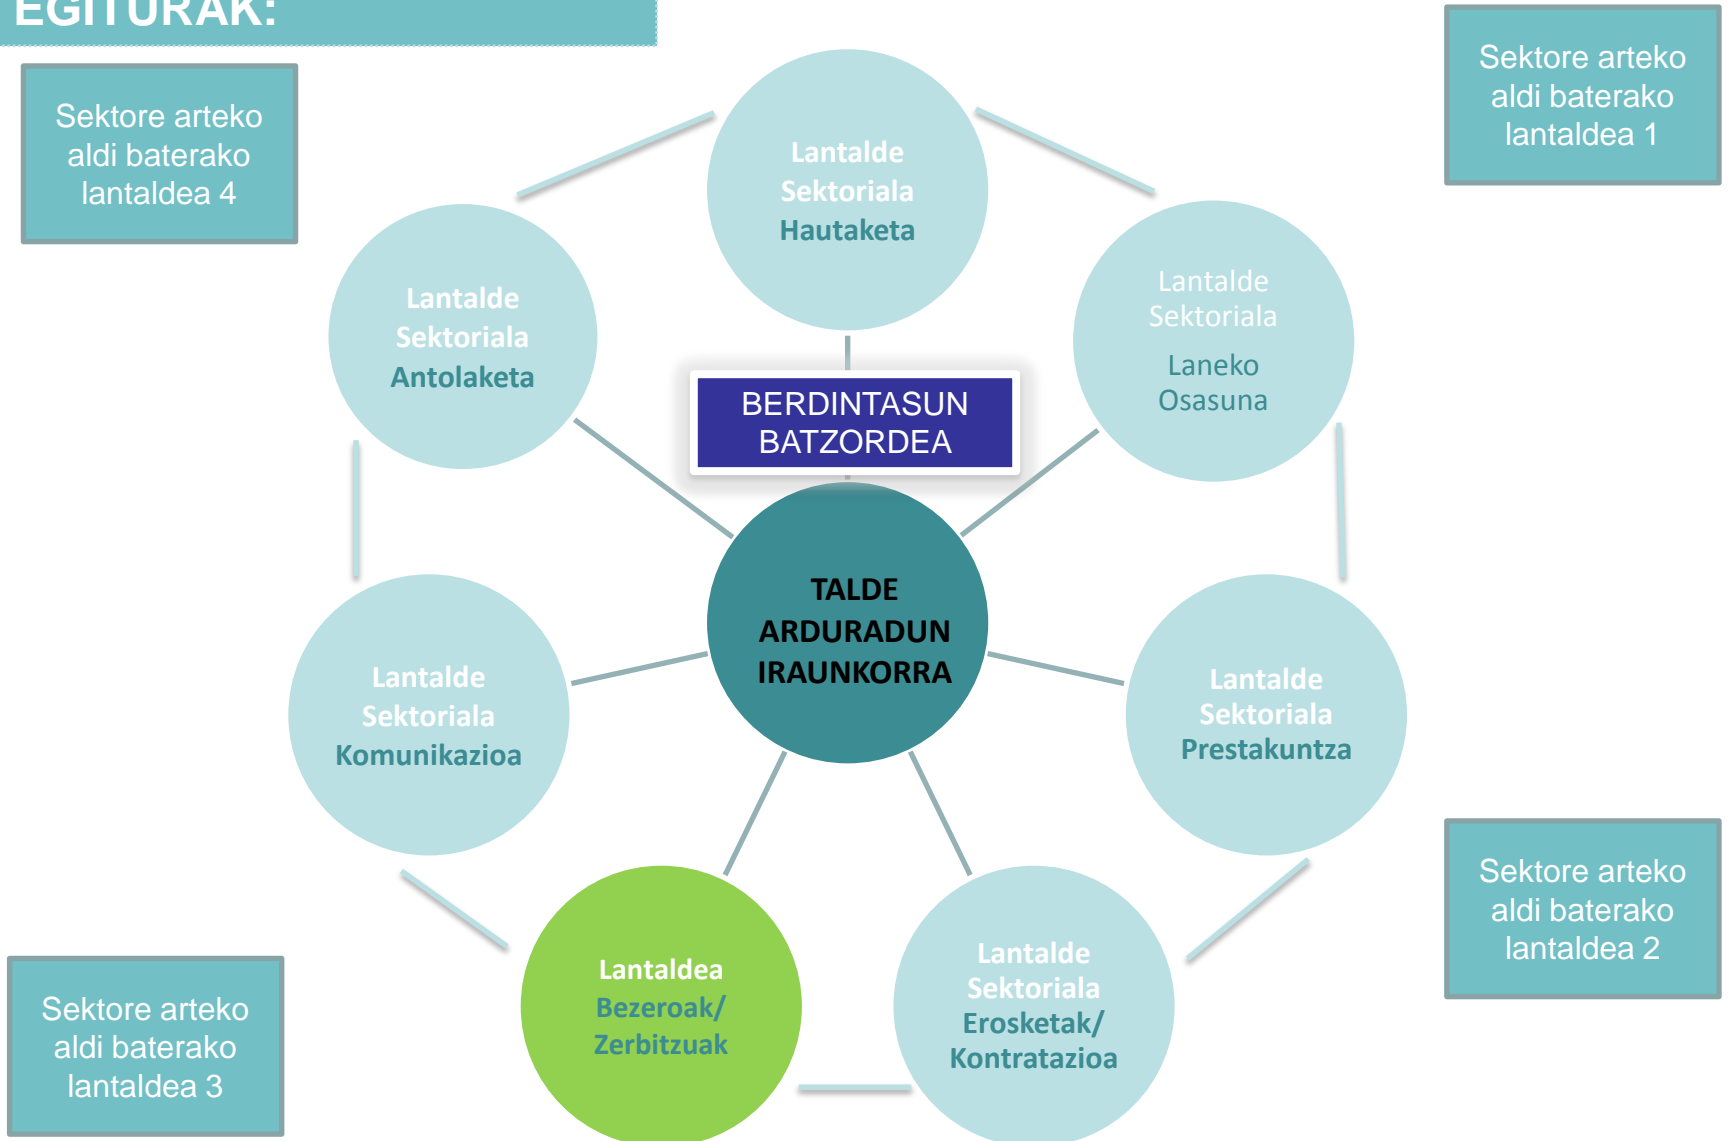 EGITURAK:
Sektore arteko
aldi baterako
lantaldea 4
Sektore arteko
aldi baterako
lantaldea 1
Lantalde
Sektoriala
Hautaketa
Lantalde
Sektoriala
Antolaketa
Lantalde
Sektoriala
Laneko
Osasuna
BERDINTASUN
BATZORDEA
TALDE
ARDURADUN
IRAUNKORRA
Lantalde
Sektoriala
Komunikazioa
Lantalde
Sektoriala
Prestakuntza
Lantaldea
Bezeroak/
Zerbitzuak
Lantalde
Sektoriala
Erosketak/
Kontratazioa
Sektore arteko
aldi baterako
lantaldea 2
Sektore arteko
aldi baterako
lantaldea 3